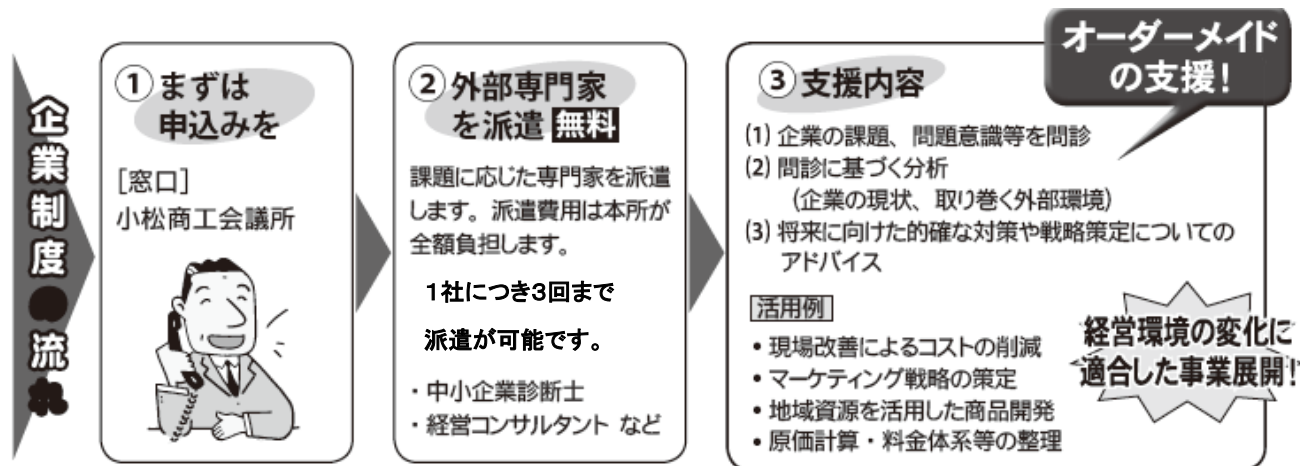 企業制度の流れ
①まずは
申込みを
[窓口]
小松商工会議所
②外部専門家
を派遣 無料
課題に応じた専門家を派遣
します。派遣費用は本所が
全額負担します。
1社につき3回まで
派遣が可能です。
・中小企業診断士
・経営コンサルタント など
オーダーメイド
の支援!
③支援内容
(1) 企業の課題、問題意識等を問診
(2) 問診に基づく分析
(企業の現状、取り巻く外部環境)
(3) 将来に向けた的確な対策や戦略策定についての
アドバイス
活用例
• 現場改善によるコストの削減
• マーケティング戦略の策定
• 地域資源を活用した商品開発
• 原価計算・料金体系等の整理
経営環境の変化に
適合した事業展開!